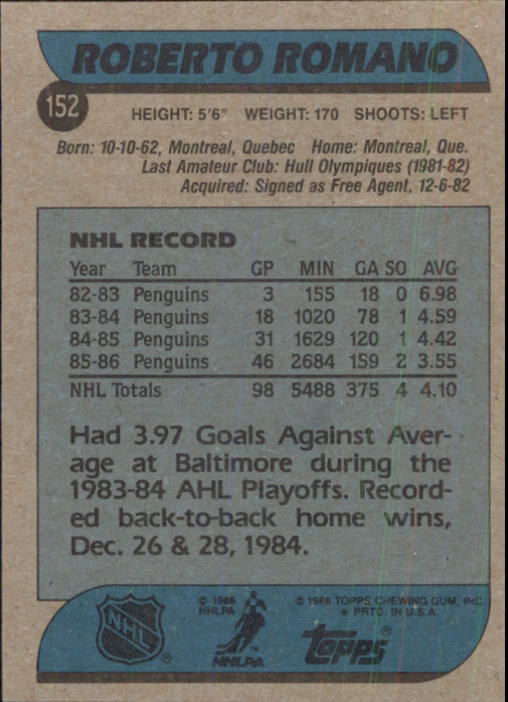 ROBERTO ROMANO
152
HEIGHT: 5'6" WEIGHT: 170 SHOOTS: LEFT
Born: 10-10-62, Montreal, Quebec Home: Montreal, Que.
Last Amateur Club: Hull Olympiques (1981-82)
Acquired: Signed as Free Agent, 12-6-82
NHL RECORD
Year Team GP MIN GA SO AVG
82-83 Penguins 3 155 18 0 6.98
83-84 Penguins 18 1020 78 1 4.59
84-85 Penguins 31 1629 120 1 4.42
85-86 Penguins 46 2684 159 2 3.55
NHL Totals 98 5488 375 4 4.10
Had 3.97 Goals Against Aver-
age at Baltimore during the
1983-84 AHL Playoffs. Record-
ed back-to-back home wins,
Dec. 26 & 28, 1984.
NHL ®
© 1986
NHLPA
NHLPA ™
© 1986 TOPPS CHEWING GUM, INC.
* PRTD. IN U.S.A.
topps ®